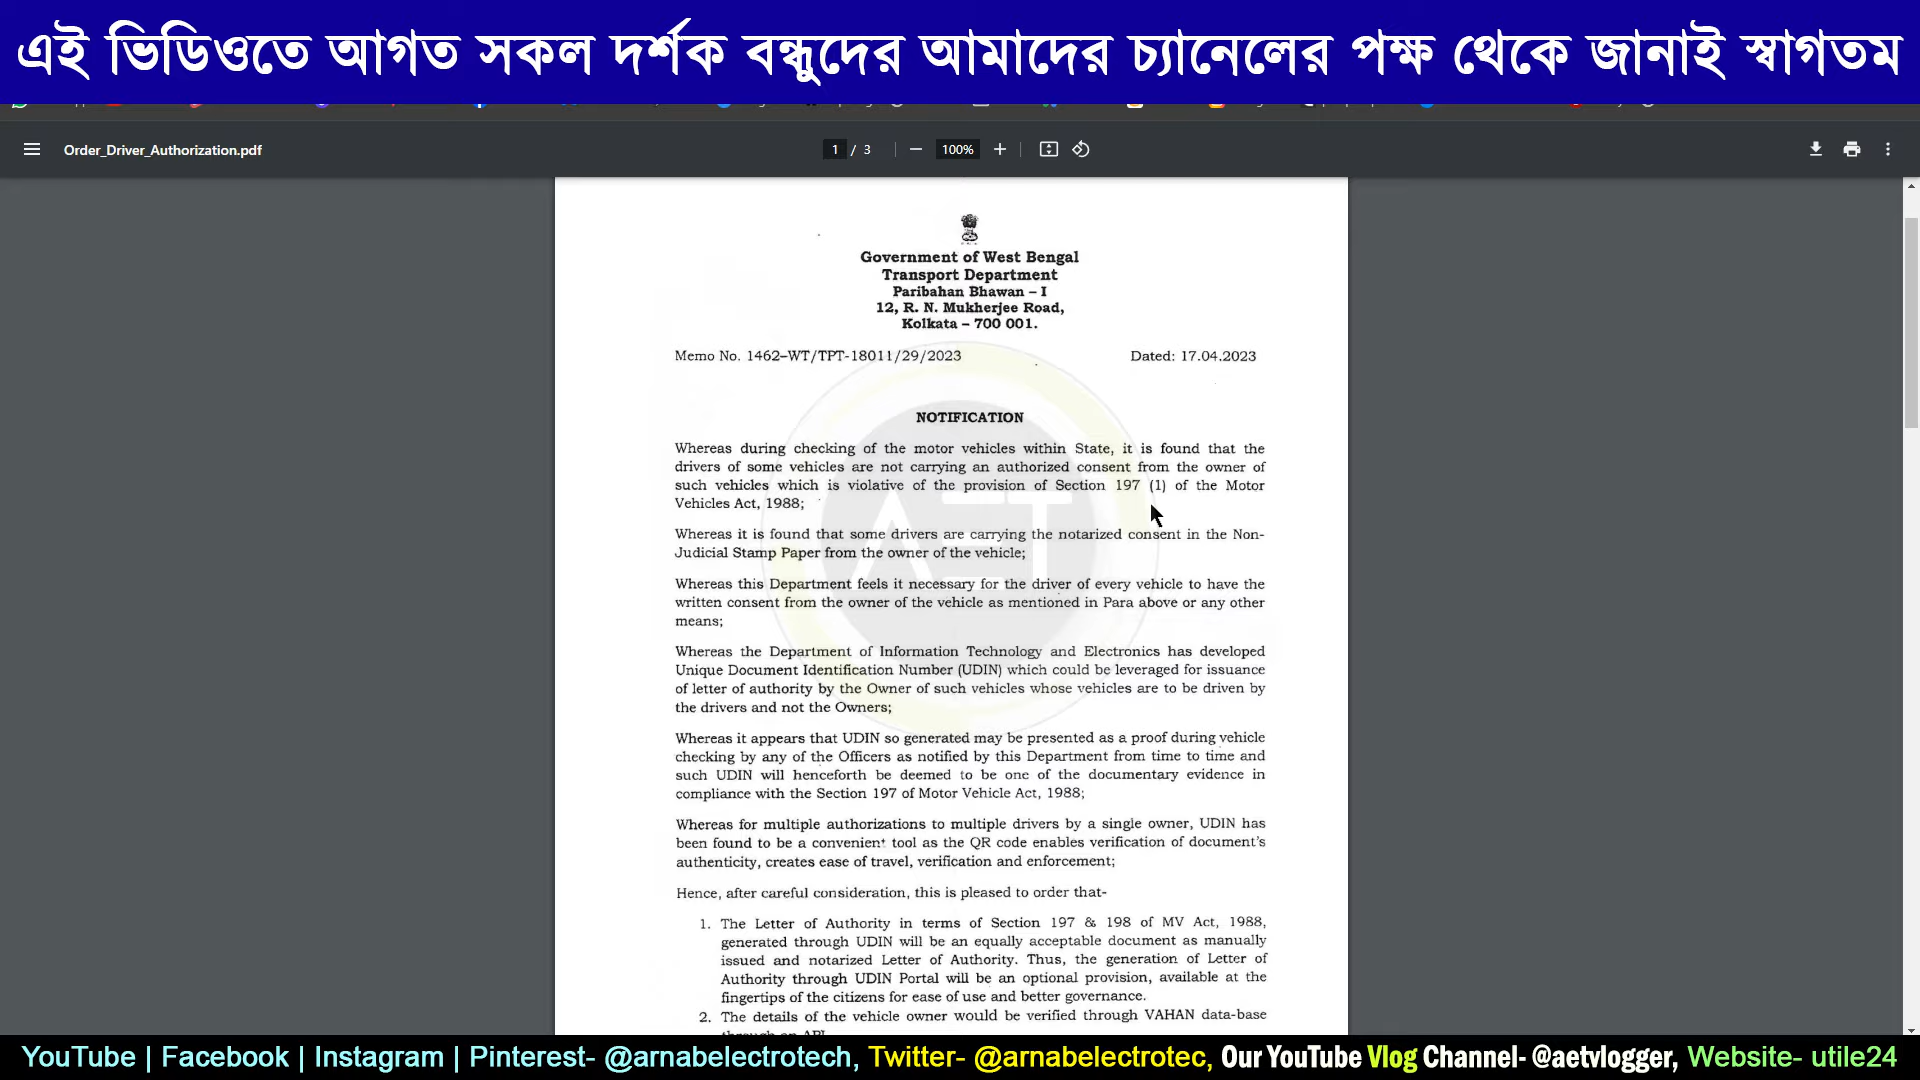 এই ভিডিওতে আগত সকল দর্শক বন্ধুদের আমাদের চ্যানেলের পক্ষ থেকে জানাই স্বাগতম
Order_Driver_Authorization.pdf
1 / 3
100%
Government of West Bengal
Transport Department
Paribahan Bhawan – I
12, R. N. Mukherjee Road,
Kolkata – 700 001.
Memo No. 1462–WT/TPT-18011/29/2023 Dated: 17.04.2023
NOTIFICATION
Whereas during checking of the motor vehicles within State, it is found that the
drivers of some vehicles are not carrying an authorized consent from the owner of
such vehicles which is violative of the provision of Section 197 (1) of the Motor
Vehicles Act, 1988;
Whereas it is found that some drivers are carrying the notarized consent in the Non-
Judicial Stamp Paper from the owner of the vehicle;
Whereas this Department feels it necessary for the driver of every vehicle to have the
written consent from the owner of the vehicle as mentioned in Para above or any other
means;
Whereas the Department of Information Technology and Electronics has developed
Unique Document Identification Number (UDIN) which could be leveraged for issuance
of letter of authority by the Owner of such vehicles whose vehicles are to be driven by
the drivers and not the Owners;
Whereas it appears that UDIN so generated may be presented as a proof during vehicle
checking by any of the Officers as notified by this Department from time to time and
such UDIN will henceforth be deemed to be one of the documentary evidence in
compliance with the Section 197 of Motor Vehicle Act, 1988;
Whereas for multiple authorizations to multiple drivers by a single owner, UDIN has
been found to be a convenient tool as the QR code enables verification of document's
authenticity, creates ease of travel, verification and enforcement;
Hence, after careful consideration, this is pleased to order that-
1. The Letter of Authority in terms of Section 197 & 198 of MV Act, 1988,
generated through UDIN will be an equally acceptable document as manually
issued and notarized Letter of Authority. Thus, the generation of Letter of
Authority through UDIN Portal will be an optional provision, available at the
fingertips of the citizens for ease of use and better governance.
2. The details of the vehicle owner would be verified through VAHAN data-base
through an API
AET
YouTube | Facebook | Instagram | Pinterest- @arnabelectrotech, Twitter- @arnabelectrotec, Our YouTube Vlog Channel- @aetvlogger, Website- utile24